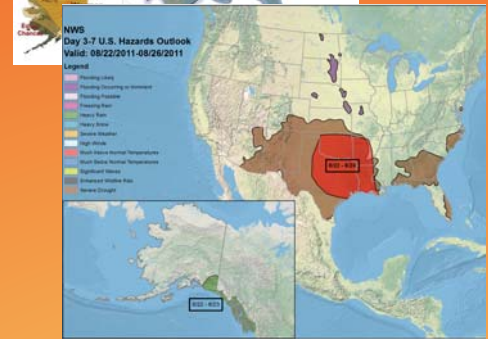 NWS
Day 3-7 U.S. Hazards Outlook
Valid: 08/22/2011-08/26/2011
Legend
Flooding Likely
Flooding Occurring or Imminent
Flooding Possible
Freezing Rain
Heavy Rain
Heavy Snow
Severe Weather
High Winds
Much Above Normal Temperatures
Much Below Normal Temperatures
Significant Waves
Enhanced Wildfire Risk
Severe Drought